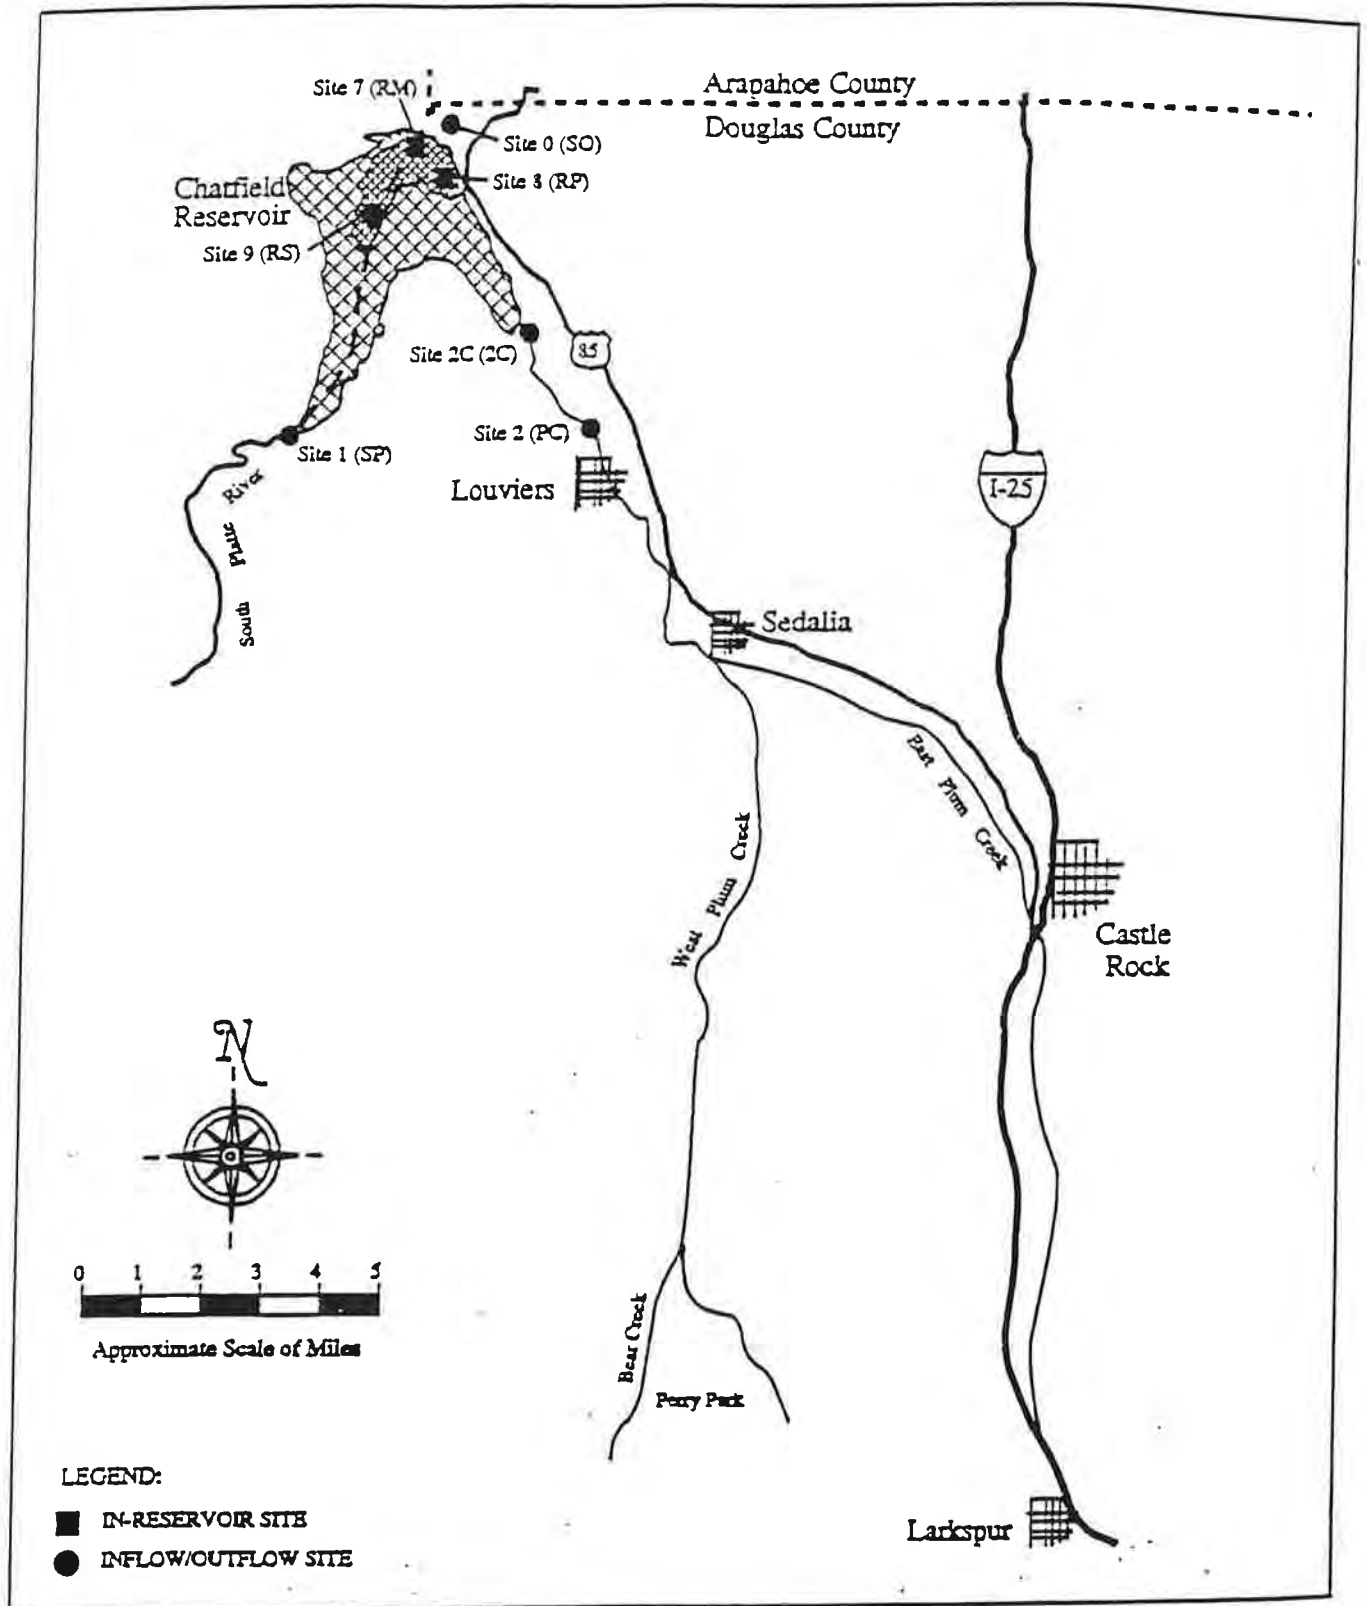 Arapahoe County
Douglas County
Site 7 (RM)
Site 0 (SO)
Site 8 (RP)
Chatfield
Reservoir
Site 9 (RS)
Site 2C (2C)
85
Site 2 (PC)
Site 1 (SP)
South Platte River
Louviers
I-25
Sedalia
East Plum Creek
West Plum Creek
Castle
Rock
N
0 1 2 3 4 5
Approximate Scale of Miles
Bear Creek
Perry Park
LEGEND:
IN-RESERVOIR SITE
INFLOW/OUTFLOW SITE
Larkspur